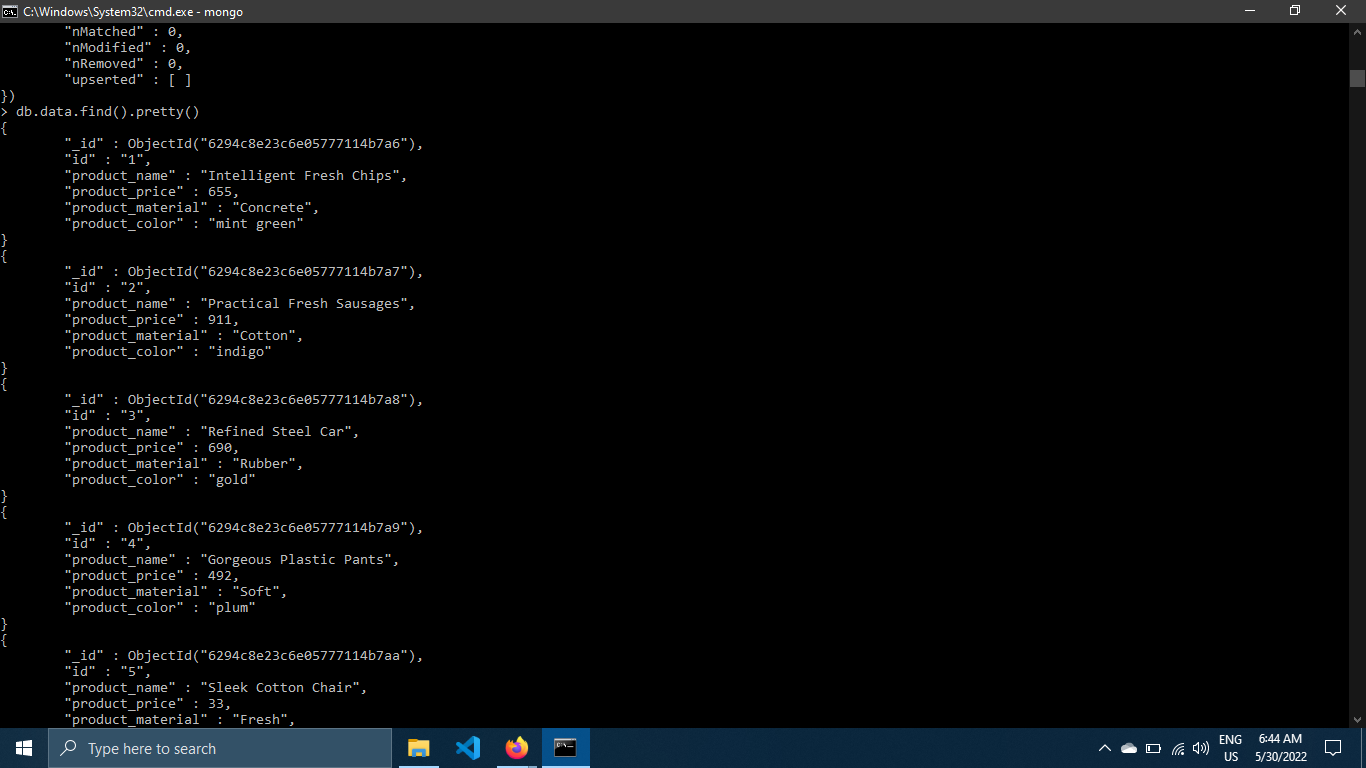 C:\Windows\System32\cmd.exe - mongo
"nMatched" : 0,
"nModified" : 0,
"nRemoved" : 0,
"upserted" : [ ]
})
> db.data.find().pretty()
{
"_id" : ObjectId("6294c8e23c6e05777114b7a6"),
"id" : "1",
"product_name" : "Intelligent Fresh Chips",
"product_price" : 655,
"product_material" : "Concrete",
"product_color" : "mint green"
}
{
"_id" : ObjectId("6294c8e23c6e05777114b7a7"),
"id" : "2",
"product_name" : "Practical Fresh Sausages",
"product_price" : 911,
"product_material" : "Cotton",
"product_color" : "indigo"
}
{
"_id" : ObjectId("6294c8e23c6e05777114b7a8"),
"id" : "3",
"product_name" : "Refined Steel Car",
"product_price" : 690,
"product_material" : "Rubber",
"product_color" : "gold"
}
{
"_id" : ObjectId("6294c8e23c6e05777114b7a9"),
"id" : "4",
"product_name" : "Gorgeous Plastic Pants",
"product_price" : 492,
"product_material" : "Soft",
"product_color" : "plum"
}
{
"_id" : ObjectId("6294c8e23c6e05777114b7aa"),
"id" : "5",
"product_name" : "Sleek Cotton Chair",
"product_price" : 33,
"product_material" : "Fresh",
Type here to search
ENG
US
6:44 AM
5/30/2022